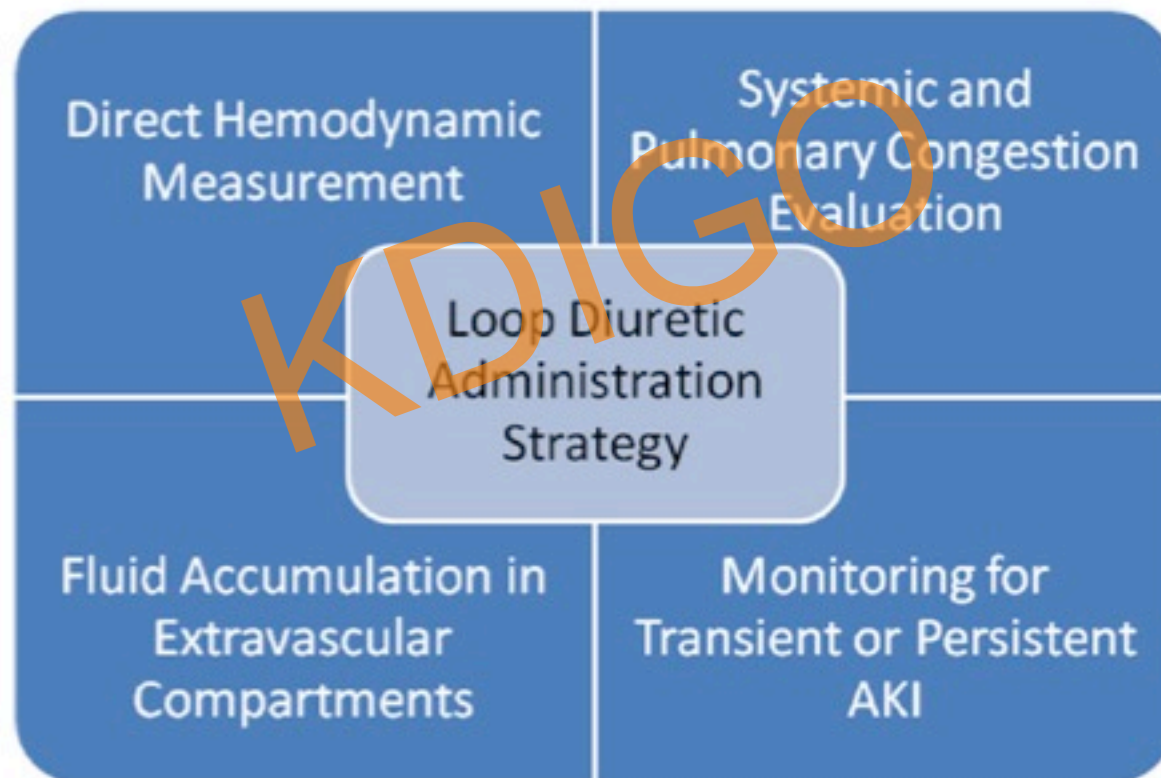 Direct Hemodynamic
Measurement
Systemic and
Pulmonary Congestion
Evaluation
Loop Diuretic
Administration
Strategy
Fluid Accumulation in
Extravascular
Compartments
Monitoring for
Transient or Persistent
AKI
KDIGO